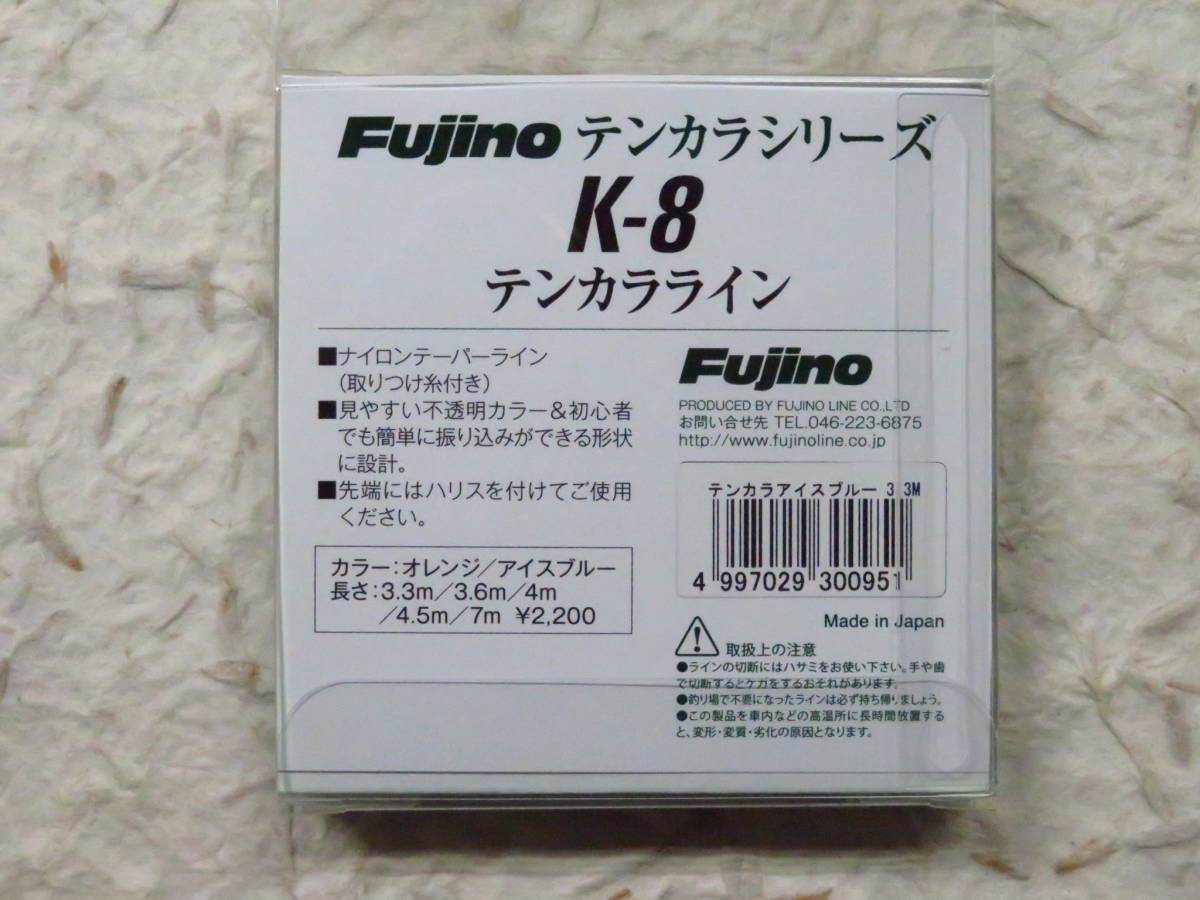 Fujino テンカラシリーズ
K-8
テンカラライン
■ナイロンテーパーライン
(取りつけ糸付き)
■見やすい不透明カラー&初心者
でも簡単に振り込みができる形状
に設計。
■先端にはハリスを付けてご使用
ください。
カラー:オレンジ/アイスブルー
長さ:3.3m/3.6m/4m
/4.5m/7m ¥2,200
Fujino
PRODUCED BY FUJINO LINE CO.,LTD
お問い合せ先 TEL.046-223-6875
http://www.fujinoline.co.jp
テンカラアイスブルー 3.3M
4 997029 300951
Made in Japan
取扱上の注意
●ラインの切断にはハサミをお使い下さい。手や歯
で切断するとケガをするおそれがあります。
●釣り場で不要になったラインは必ず持ち帰りましょう。
●この製品を車内などの高温所に長時間放置する
と、変形・変質・劣化の原因となります。